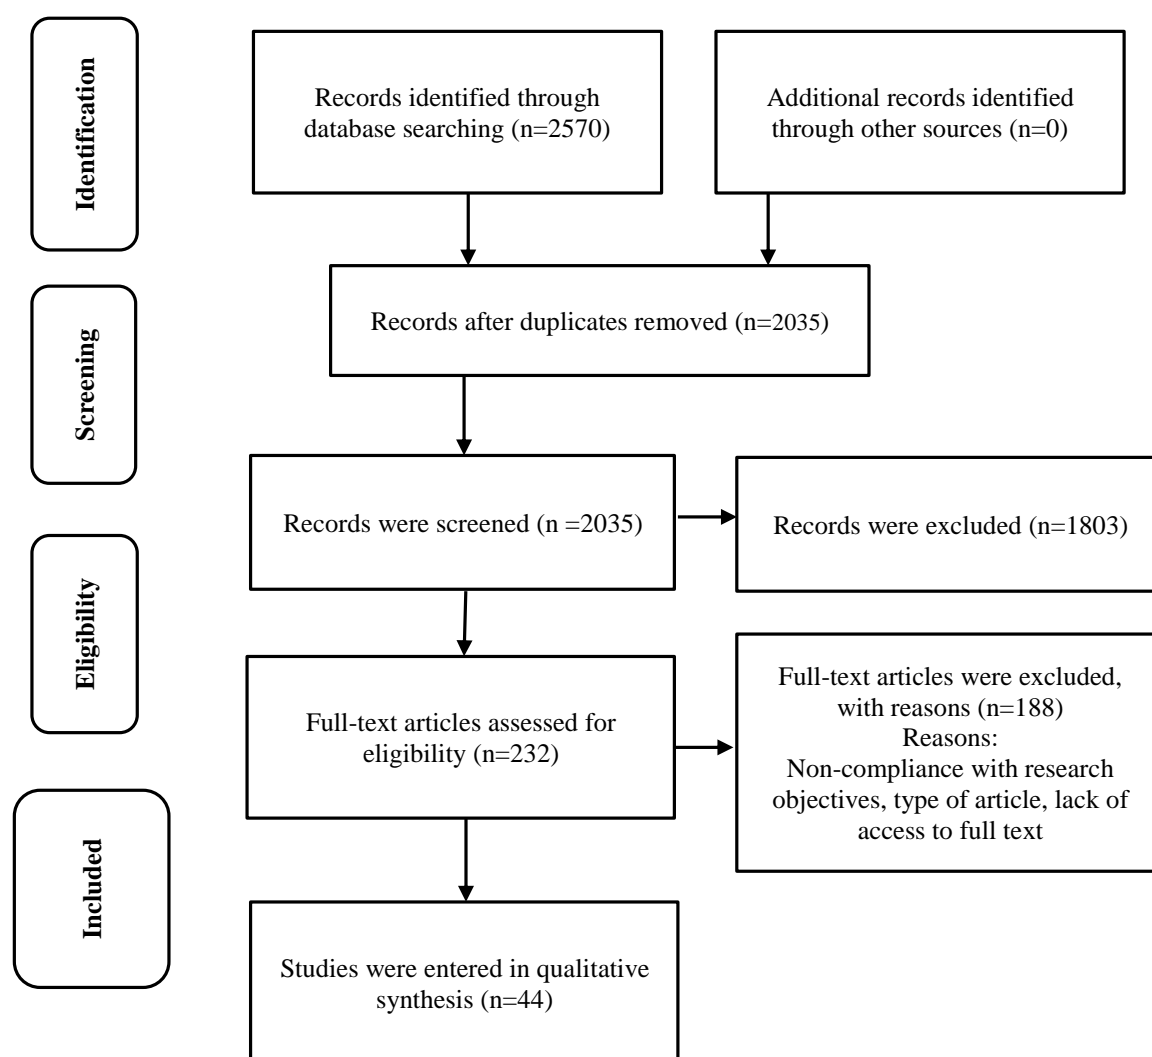 Identification
Records identified through
database searching (n=2570)
Additional records identified
through other sources (n=0)
Screening
Records after duplicates removed (n=2035)
Records were screened (n =2035)
Records were excluded (n=1803)
Eligibility
Full-text articles assessed for
eligibility (n=232)
Full-text articles were excluded,
with reasons (n=188)
Reasons:
Non-compliance with research
objectives, type of article, lack of
access to full text
Included
Studies were entered in qualitative
synthesis (n=44)